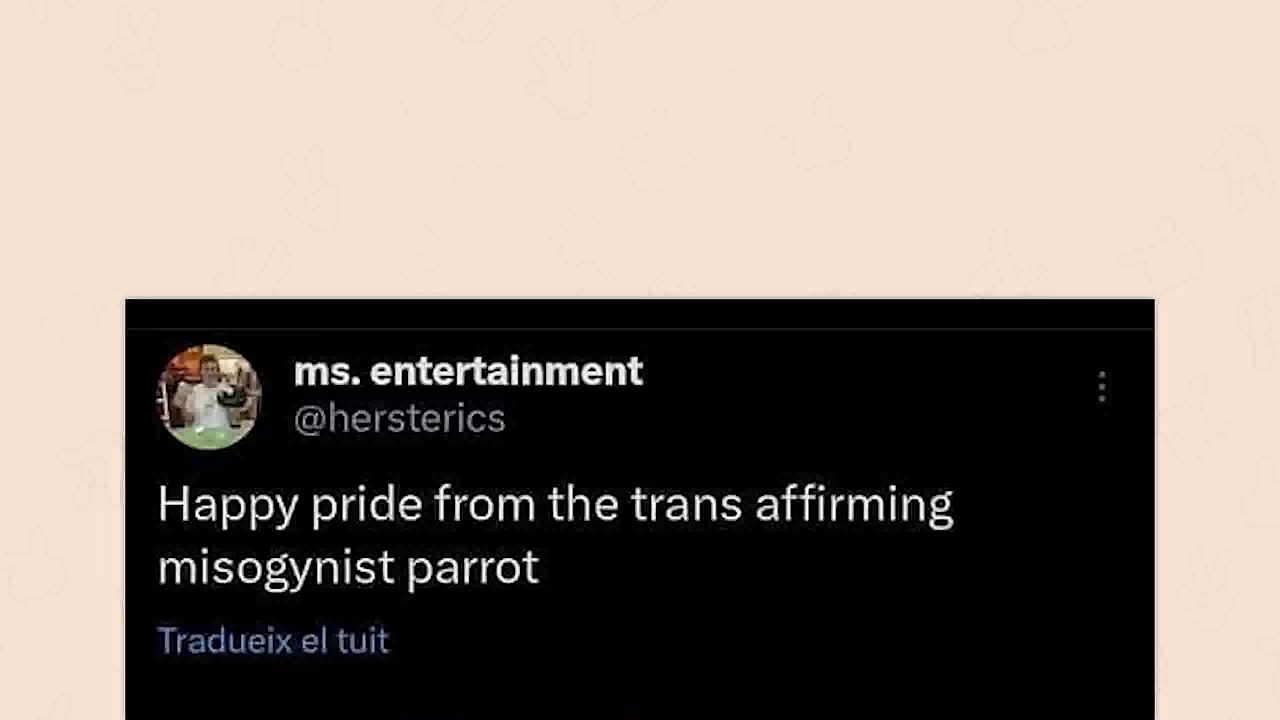 ms. entertainment
@hersterics
Happy pride from the trans affirming
misogynist parrot
Tradueix el tuit